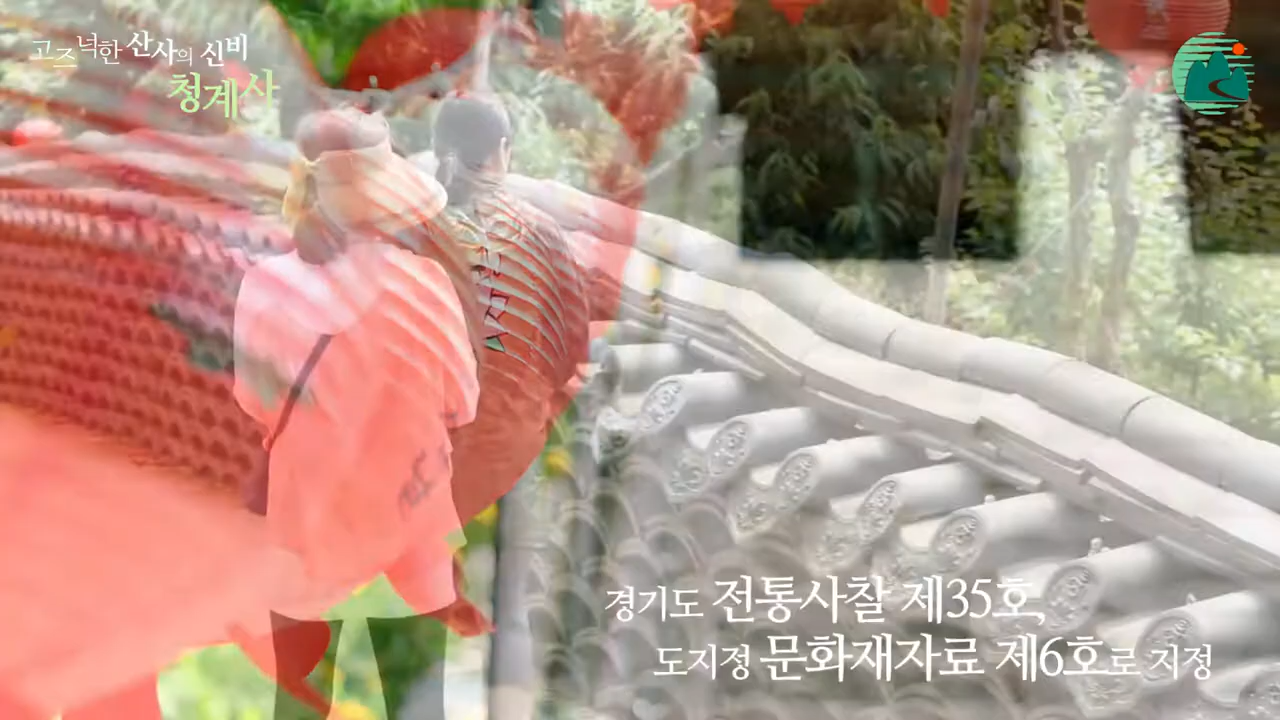 고즈넉한 산사의 신비
청계사
경기도 전통사찰 제35호,
도지정 문화재자료 제6호로 지정